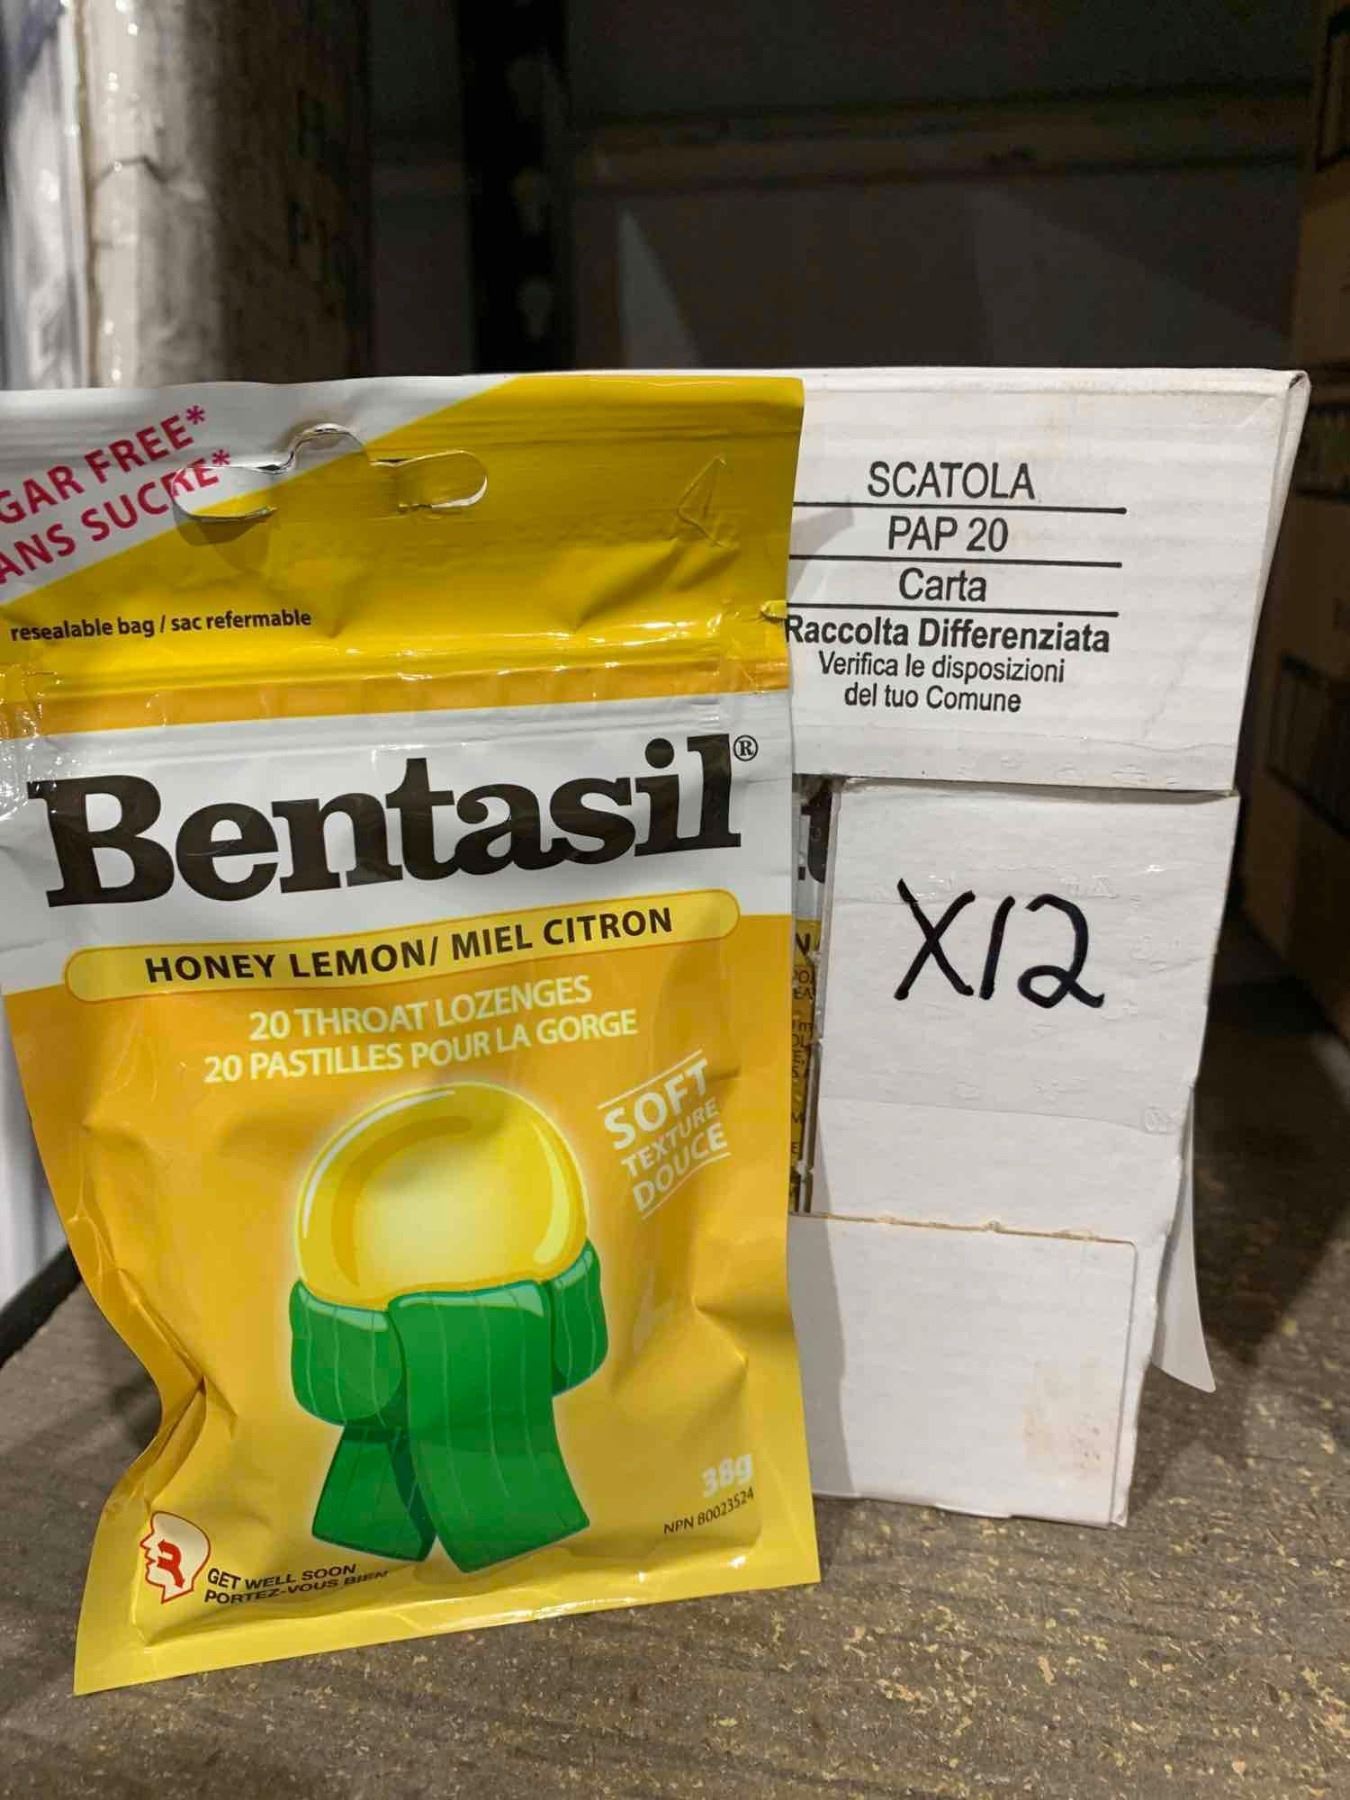 GAR FREE*
ANS SUCRE*
resealable bag / sac refermable
Bentasil®
HONEY LEMON/ MIEL CITRON
20 THROAT LOZENGES
20 PASTILLES POUR LA GORGE
SOFT
TEXTURE
DOUCE
38g
NPN 80023524
GET WELL SOON
PORTEZ-VOUS BIEN
SCATOLA
PAP 20
Carta
Raccolta Differenziata
Verifica le disposizioni
del tuo Comune
X12